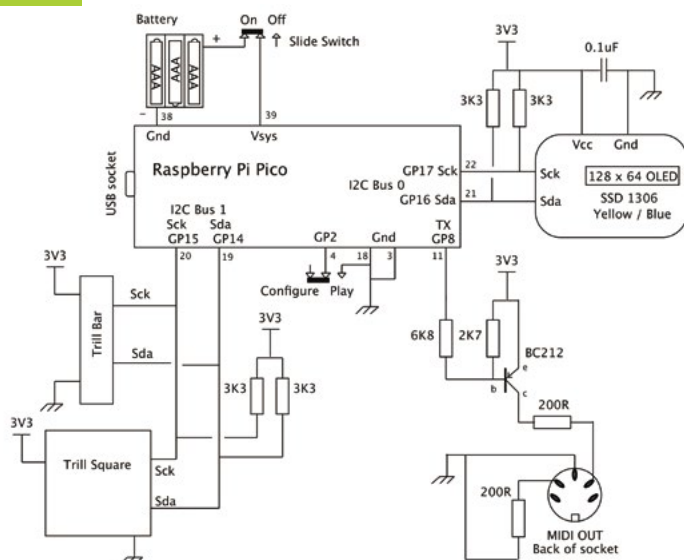 Battery
On Off
Slide Switch
+
AAA
AAA
AAA
–
38
39
Gnd
Vsys
Raspberry Pi Pico
USB socket
GP17 Sck
22
I2C Bus 0
GP16 Sda
21
I2C Bus 1
Sck
Sda
GP15
GP14
20
19
GP2
4
Gnd
18
3
TX
GP8
11
Configure Play
3V3
0.1uF
3K3
3K3
Vcc
Gnd
Sck
Sda
128 x 64 OLED
SSD 1306
Yellow / Blue
3V3
Sck
Trill Bar
Sda
3V3
3K3
3K3
3V3
Trill Square
Sck
Sda
3V3
6K8
2K7
BC212
e
b
c
200R
200R
MIDI OUT
Back of socket